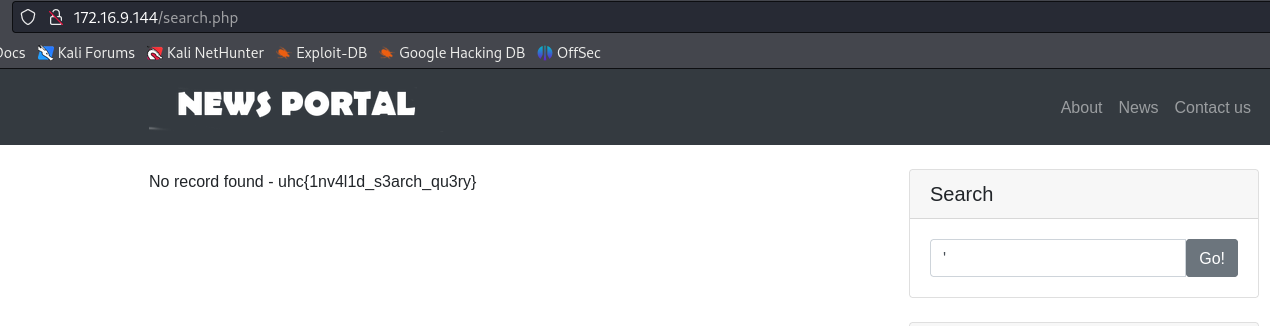 172.16.9.144/search.php
Docs Kali Forums Kali NetHunter Exploit-DB Google Hacking DB OffSec
NEWS PORTAL
About News Contact us
No record found - uhc{1nv4l1d_s3arch_qu3ry}
Search
' Go!